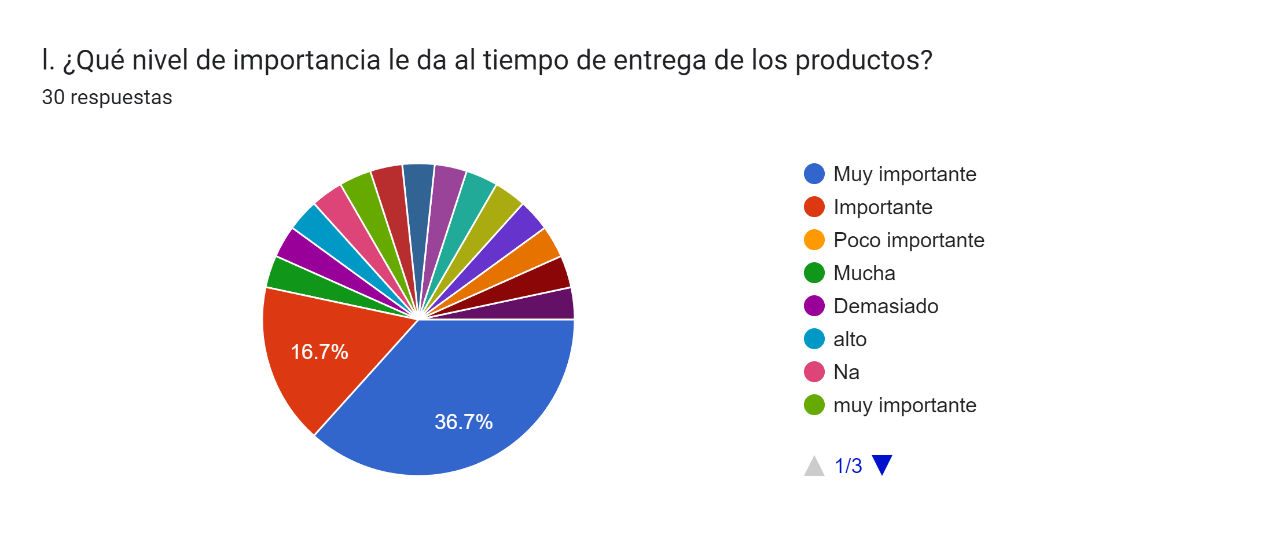 l. ¿Qué nivel de importancia le da al tiempo de entrega de los productos?
30 respuestas
16.7%
36.7%
Muy importante
Importante
Poco importante
Mucha
Demasiado
alto
Na
muy importante
1/3